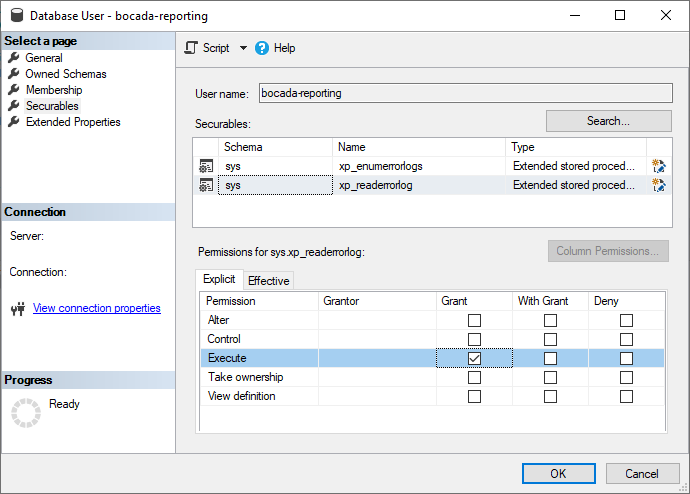 Database User - bocada-reporting
Select a page
General
Owned Schemas
Membership
Securables
Extended Properties
Connection
Server:
Connection:
View connection properties
Progress
Ready
Script Help
User name: bocada-reporting
Securables: Search...
Schema Name Type
sys xp_enumerrorlogs Extended stored proced...
sys xp_readerrorlog Extended stored proced...
Permissions for sys.xp_readerrorlog: Column Permissions...
Explicit Effective
Permission Grantor Grant With Grant Deny
Alter
Control
Execute
Take ownership
View definition
OK Cancel